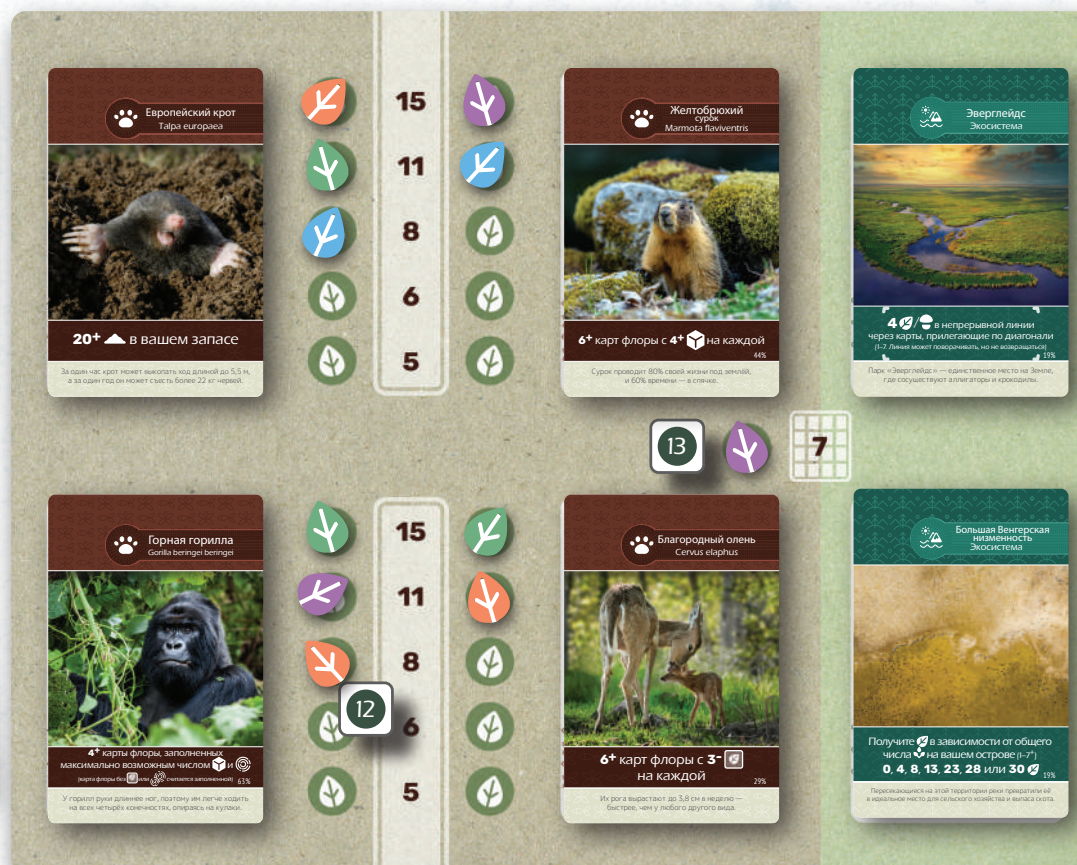 Европейский крот
Talpa europaea
20+ в вашем запасе
За один час крот может выкопать ход длиной до 5,5 м,
а за один год он может съесть более 22 кг червей.
15
11
8
6
5
Желтобрюхий
сурок
Marmota flaviventris
6+ карт флоры с 4+ на каждой
44%
Сурок проводит 80% своей жизни под землёй,
и 60% времени — в спячке.
Эверглейдс
Экосистема
4 / в непрерывной линии
через карты, прилегающие по диагонали
(1-7. Линия может поворачивать, но не возвращаться)
19%
Парк «Эверглейдс» — единственное место на Земле,
где сосуществуют аллигаторы и крокодилы.
13
7
Горная горилла
Gorilla beringei beringei
4+ карты флоры, заполненных
максимально возможным числом и
(карта флоры без или считается заполненной)
63%
У горилл руки длиннее ног, поэтому им легче ходить
на всех четырёх конечностях, опираясь на кулаки.
15
11
8
12
6
5
Благородный олень
Cervus elaphus
6+ карт флоры с 3-
на каждой
29%
Их рога вырастают до 3,8 см в неделю —
быстрее, чем у любого другого вида.
Большая Венгерская
низменность
Экосистема
Получите в зависимости от общего
числа на вашем острове (1-7+)
0, 4, 8, 13, 23, 28 или 30
19%
Пересекающиеся на этой территории реки превратили её
в идеальное место для сельского хозяйства и выпаса скота.